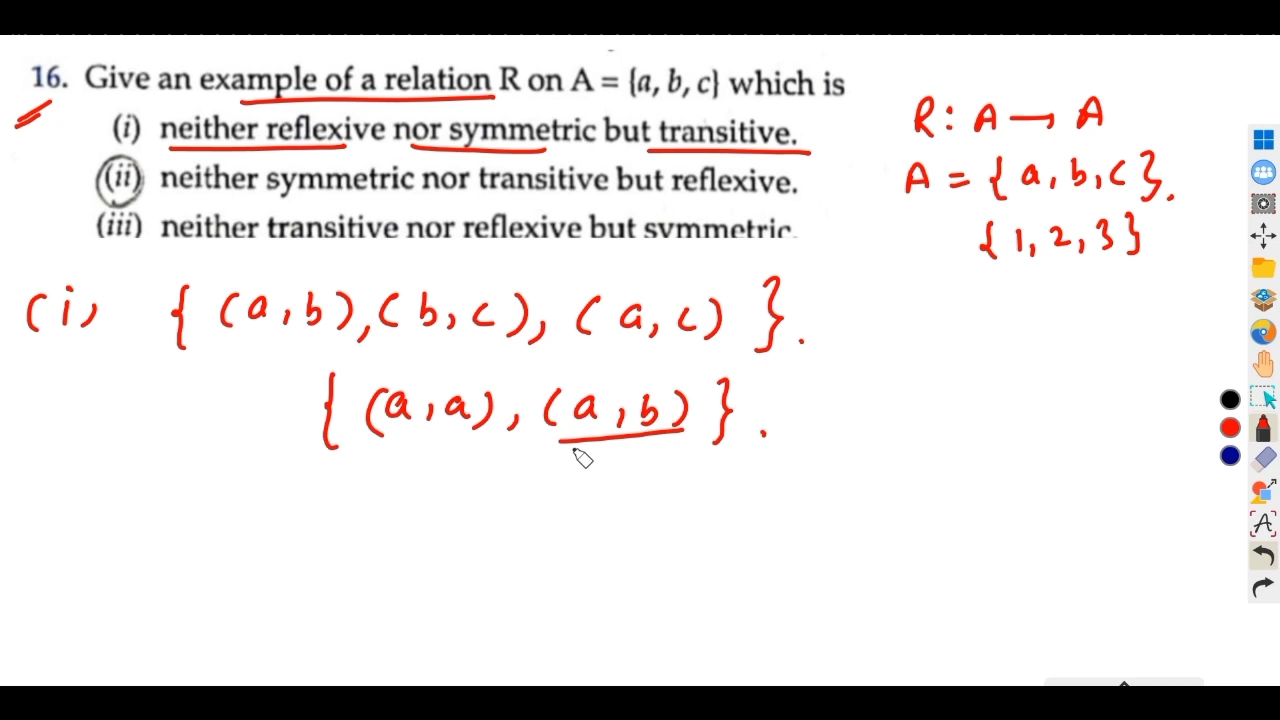 16. Give an example of a relation R on A = {a, b, c} which is
(i) neither reflexive nor symmetric but transitive.
(ii) neither symmetric nor transitive but reflexive.
(iii) neither transitive nor reflexive but symmetric.
R : A → A
A = { a, b, c }.
{ 1, 2, 3 }
(i) { (a, b), (b, c), (a, c) }.
{ (a, a), (a, b) }.